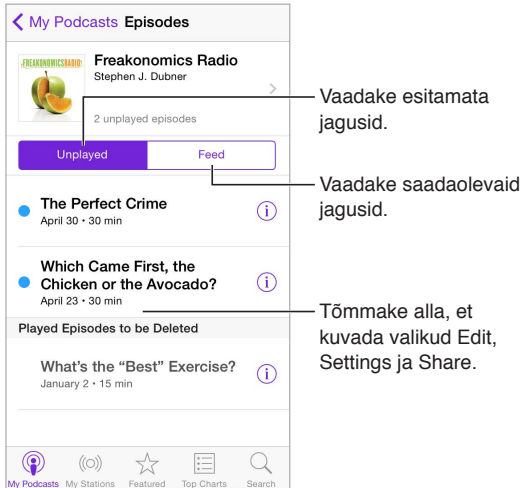 My Podcasts Episodes
FREAKONOMICSRADIO
Freakonomics Radio
Stephen J. Dubner
2 unplayed episodes
Unplayed
Feed
The Perfect Crime
April 30 • 30 min
Which Came First, the
Chicken or the Avocado?
April 23 • 30 min
Played Episodes to be Deleted
What's the “Best” Exercise?
January 2 • 15 min
My Podcasts
My Stations
Featured
Top Charts
Search
Vaadake esitamata
jagusid.
Vaadake saadaolevaid
jagusid.
Tõmmake alla, et
kuvada valikud Edit,
Settings ja Share.